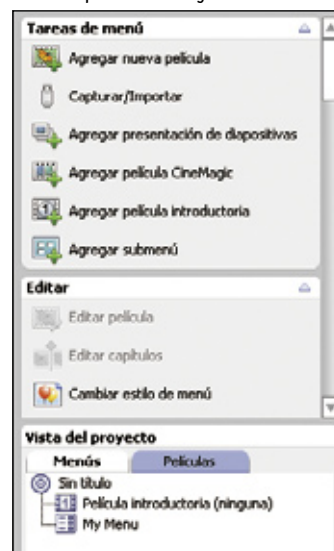 Tareas de menú
Agregar nueva película
Capturar/Importar
Agregar presentación de diapositivas
Agregar película CineMagic
Agregar película introductoria
Agregar submenú
Editar
Editar película
Editar capítulos
Cambiar estilo de menú
Vista del proyecto
Menús Películas
Sin título
Película introductoria (ninguna)
My Menu